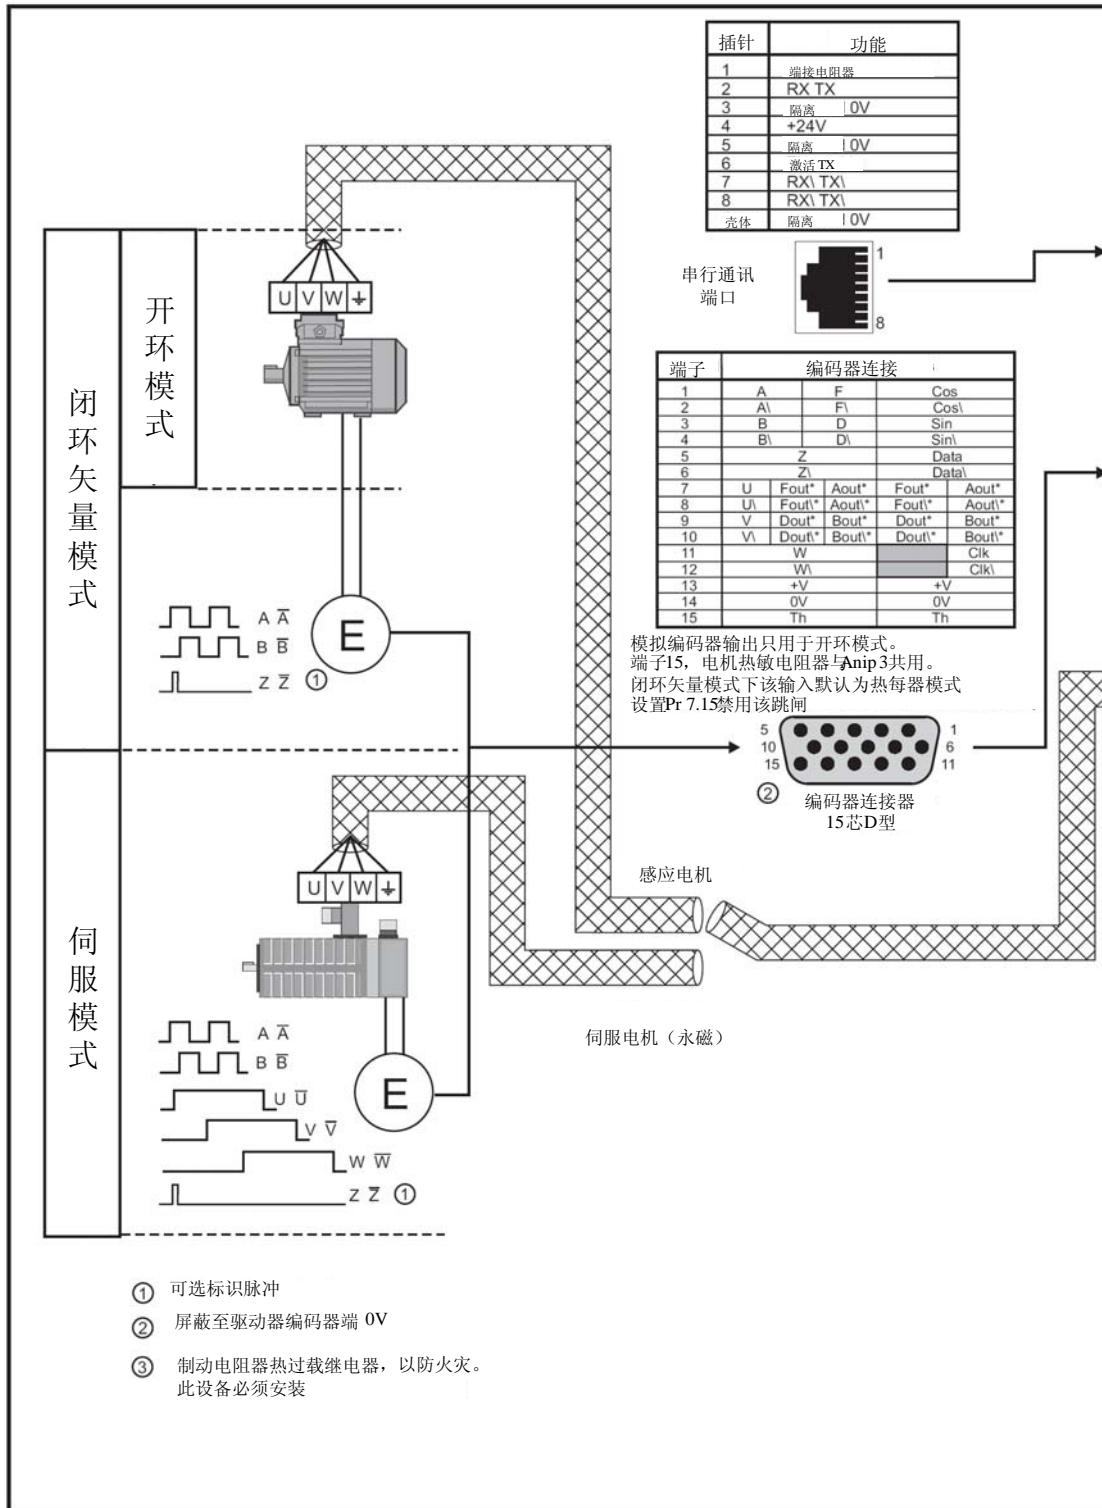 插针 功能
1 端接电阻器
2 RX TX
3 隔离 0V
4 +24V
5 隔离 0V
6 激活 TX
7 RX\ TX\
8 RX\ TX\
壳体 隔离 0V
串行通讯
端口
1
8
开环模式
闭环矢量模式
U V W
端子 编码器连接
1 A F Cos
2 A\ F\ Cos\
3 B D Sin
4 B\ D\ Sin\
5 Z Data
6 Z\ Data\
7 U Fout* Aout* Fout* Aout*
8 U\ Fout\* Aout\* Fout\* Aout\*
9 V Dout* Bout* Dout* Bout*
10 V\ Dout\* Bout\* Dout\* Bout\*
11 W Clk
12 W\ Clk\
13 +V +V
14 0V 0V
15 Th Th
模拟编码器输出只用于开环模式。
端子15，电机热敏电阻器与Anip 3共用。
闭环矢量模式下该输入默认为热每器模式
设置Pr 7.15禁用该跳闸
E
A A̅
B B̅
Z Z̅ ①
5 1
10 6
15 11
② 编码器连接器
15芯D型
感应电机
伺服模式
U V W
伺服电机（永磁）
E
A A̅
B B̅
U U̅
V V̅
W W̅
Z Z̅ ①
① 可选标识脉冲
② 屏蔽至驱动器编码器端 0V
③ 制动电阻器热过载继电器，以防火灾。
此设备必须安装